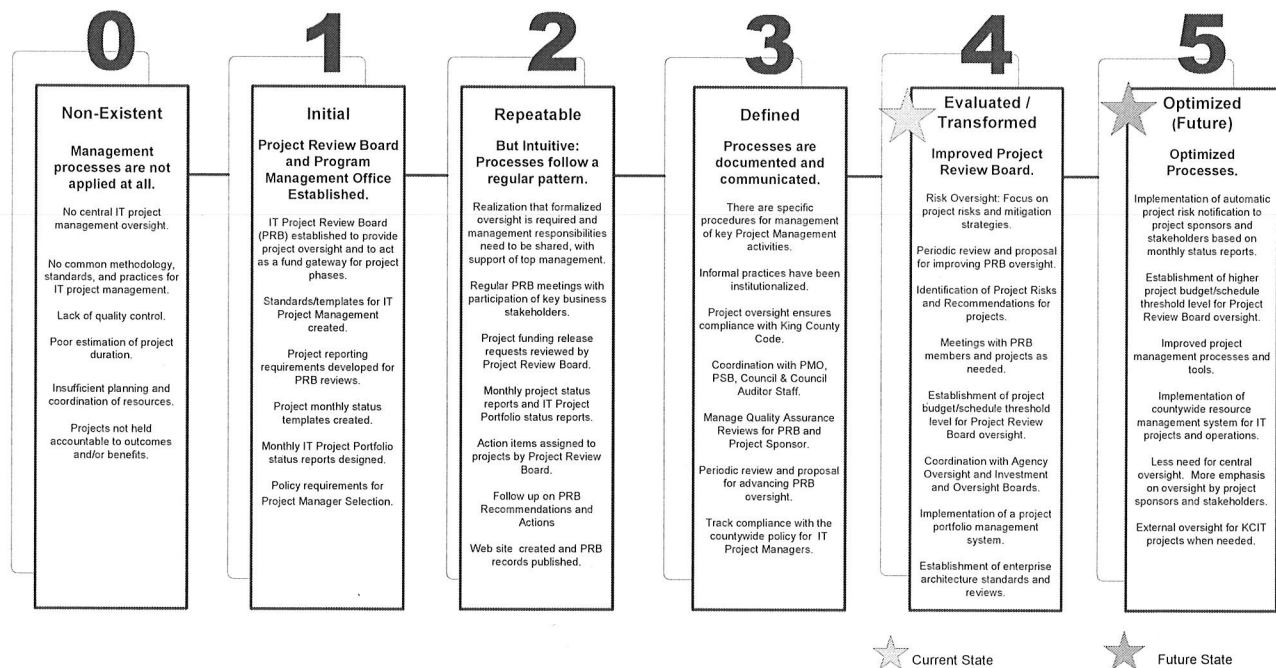 0
Non-Existent
Management
processes are not
applied at all.
No central IT project
management oversight.
No common methodology,
standards, and practices for
IT project management.
Lack of quality control.
Poor estimation of project
duration.
Insufficient planning and
coordination of resources.
Projects not held
accountable to outcomes
and/or benefits.
1
Initial
Project Review Board
and Program
Management Office
Established.
IT Project Review Board
(PRB) established to provide
project oversight and to act
as a fund gateway for project
phases.
Standards/templates for IT
Project Management
created.
Project reporting
requirements developed for
PRB reviews.
Project monthly status
templates created.
Monthly IT Project Portfolio
status reports designed.
Policy requirements for
Project Manager Selection.
2
Repeatable
But Intuitive:
Processes follow a
regular pattern.
Realization that formalized
oversight is required and
management responsibilities
need to be shared, with
support of top management.
Regular PRB meetings with
participation of key business
stakeholders.
Project funding release
requests reviewed by
Project Review Board.
Monthly project status
reports and IT Project
Portfolio status reports.
Action items assigned to
projects by Project Review
Board.
Follow up on PRB
Recommendations and
Actions
Web site created and PRB
records published.
3
Defined
Processes are
documented and
communicated.
There are specific
procedures for management
of key Project Management
activities.
Informal practices have been
institutionalized.
Project oversight ensures
compliance with King County
Code.
Coordination with PMO,
PSB, Council & Council
Auditor Staff.
Manage Quality Assurance
Reviews for PRB and
Project Sponsor.
Periodic review and proposal
for advancing PRB
oversight.
Track compliance with the
countywide policy for IT
Project Managers.
4
Evaluated /
Transformed
Improved Project
Review Board.
Risk Oversight: Focus on
project risks and mitigation
strategies.
Periodic review and proposal
for improving PRB oversight.
Identification of Project Risks
and Recommendations for
projects.
Meetings with PRB
members and projects as
needed.
Establishment of project
budget/schedule threshold
level for Project Review
Board oversight.
Coordination with Agency
Oversight and Investment
and Oversight Boards.
Implementation of a project
portfolio management
system.
Establishment of enterprise
architecture standards and
reviews.
5
Optimized
(Future)
Optimized
Processes.
Implementation of automatic
project risk notification to
project sponsors and
stakeholders based on
monthly status reports.
Establishment of higher
project budget/schedule
threshold level for Project
Review Board oversight.
Improved project
management processes and
tools.
Implementation of
countywide resource
management system for IT
projects and operations.
Less need for central
oversight. More emphasis
on oversight by project
sponsors and stakeholders.
External oversight for KCIT
projects when needed.
Current State
Future State